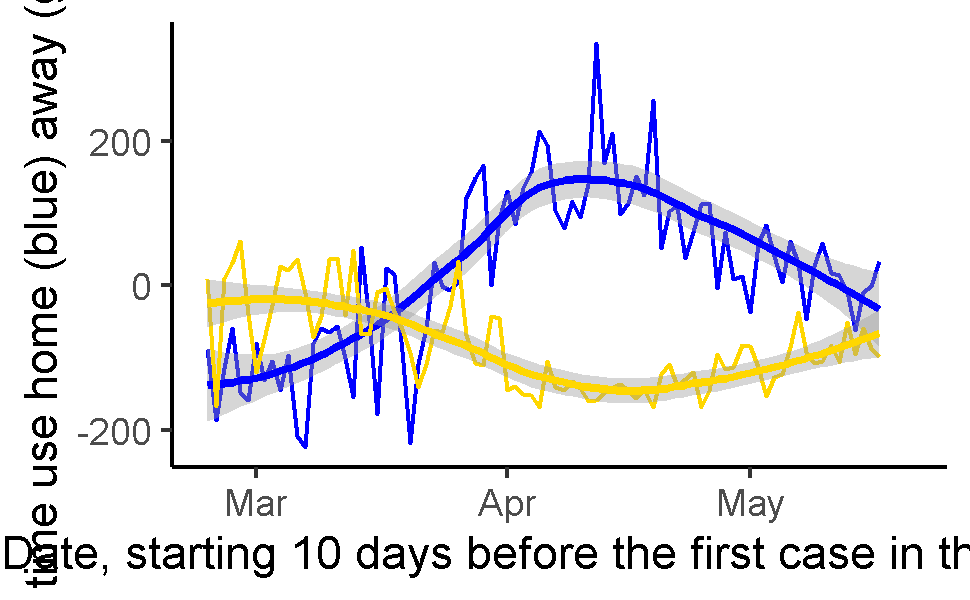 time use home (blue) away (
200
0
-200
Mar Apr May
Date, starting 10 days before the first case in th